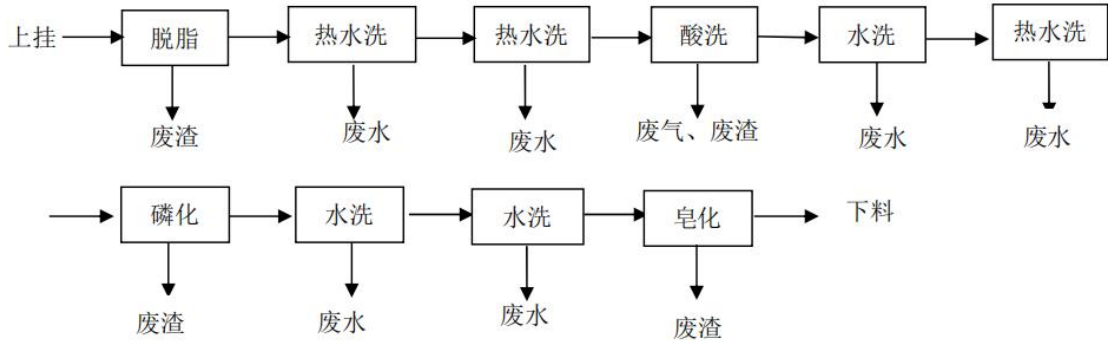 上挂 脱脂 热水洗 热水洗 酸洗 水洗 热水洗
废渣 废水 废水 废气、废渣 废水 废水
磷化 水洗 水洗 皂化 下料
废渣 废水 废水 废渣